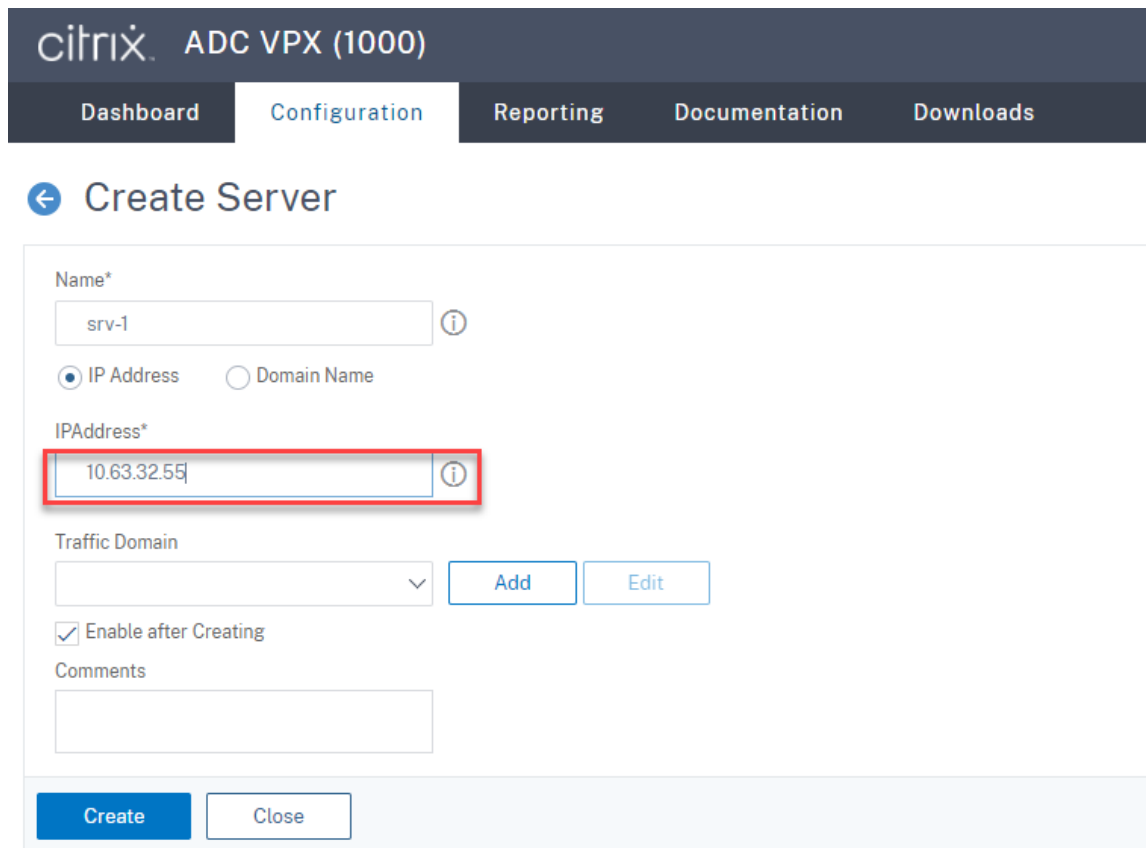 citrix. ADC VPX (1000)
Dashboard Configuration Reporting Documentation Downloads
Create Server
Name*
srv-1
IP Address Domain Name
IPAddress*
10.63.32.55
Traffic Domain
Add Edit
Enable after Creating
Comments
Create Close